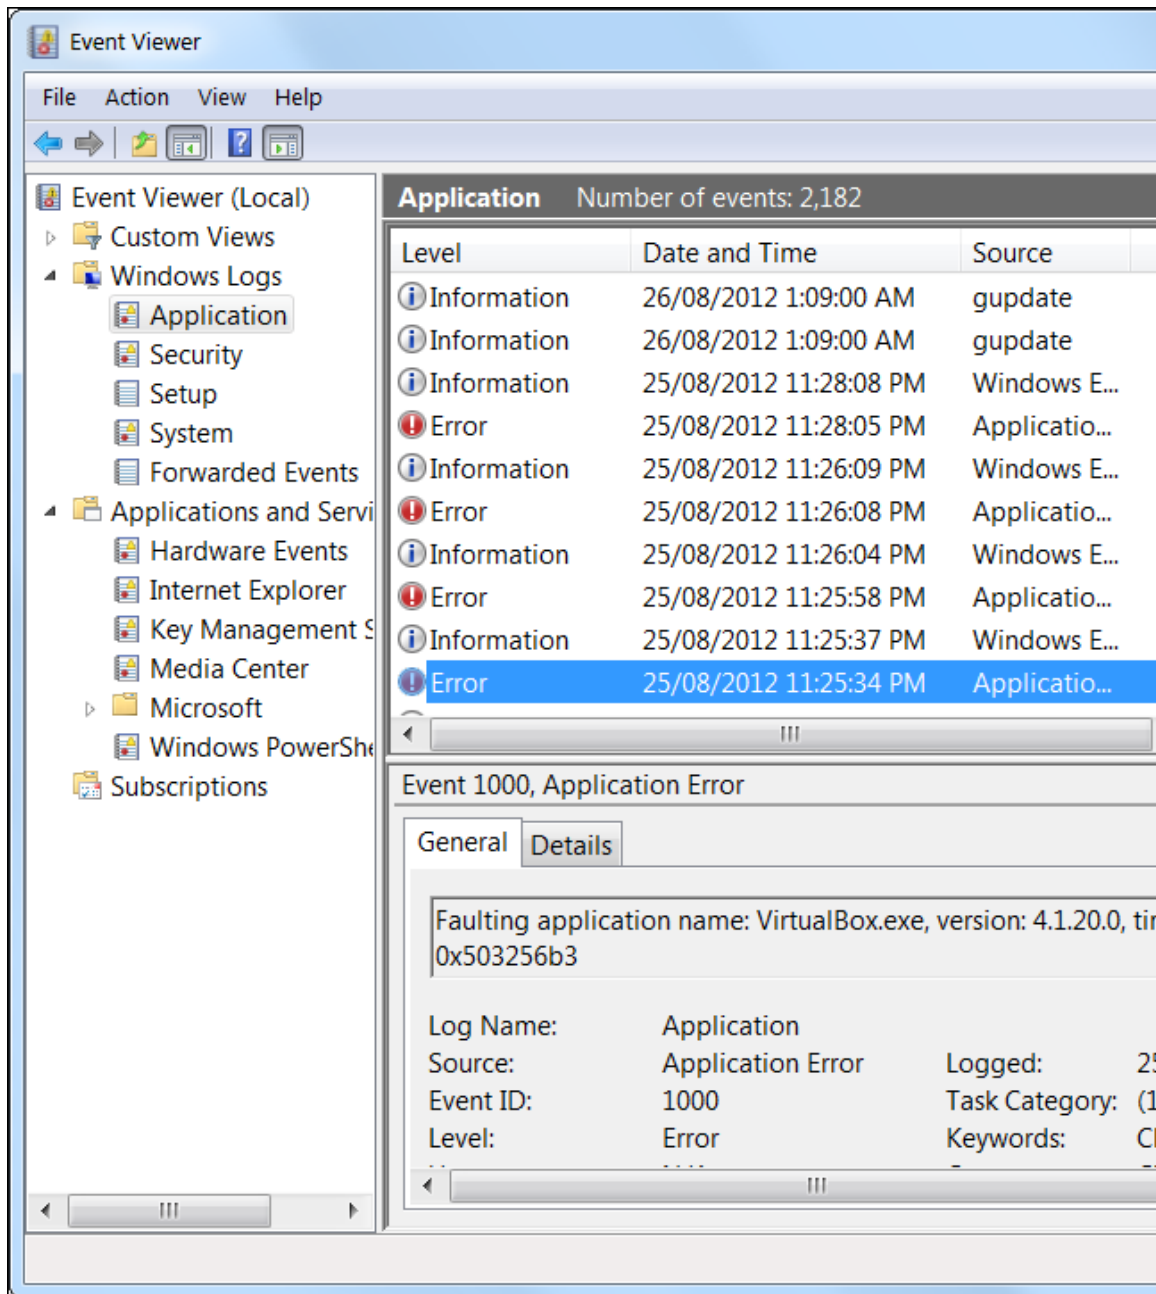 Event Viewer
File Action View Help
Event Viewer (Local)
Custom Views
Windows Logs
Application
Security
Setup
System
Forwarded Events
Applications and Servi
Hardware Events
Internet Explorer
Key Management S
Media Center
Microsoft
Windows PowerShe
Subscriptions
Application Number of events: 2,182
Level Date and Time Source
Information 26/08/2012 1:09:00 AM gupdate
Information 26/08/2012 1:09:00 AM gupdate
Information 25/08/2012 11:28:08 PM Windows E...
Error 25/08/2012 11:28:05 PM Applicatio...
Information 25/08/2012 11:26:09 PM Windows E...
Error 25/08/2012 11:26:08 PM Applicatio...
Information 25/08/2012 11:26:04 PM Windows E...
Error 25/08/2012 11:25:58 PM Applicatio...
Information 25/08/2012 11:25:37 PM Windows E...
Error 25/08/2012 11:25:34 PM Applicatio...
Event 1000, Application Error
General Details
Faulting application name: VirtualBox.exe, version: 4.1.20.0, tim
0x503256b3
Log Name: Application
Source: Application Error Logged: 25
Event ID: 1000 Task Category: (1
Level: Error Keywords: Cl